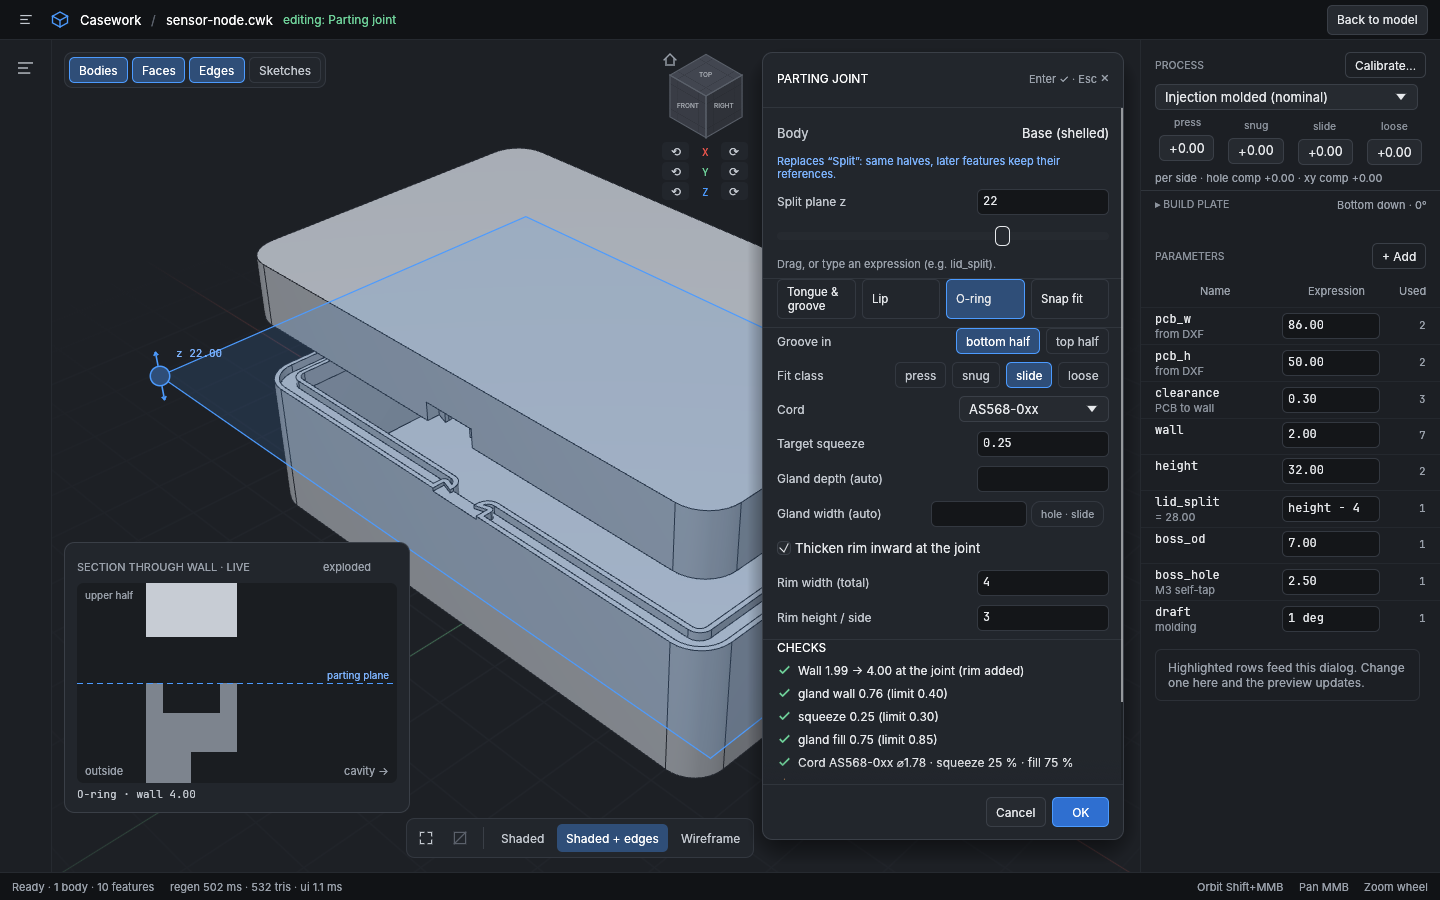 Casework / sensor-node.cwk editing: Parting joint
Back to model
Bodies Faces Edges Sketches
TOP
FRONT RIGHT
X
Y
Z
z 22.00
SECTION THROUGH WALL · LIVE exploded
upper half
parting plane
outside cavity →
O-ring · wall 4.00
Shaded Shaded + edges Wireframe
PARTING JOINT Enter ✓ · Esc ×
Body Base (shelled)
Replaces “Split”: same halves, later features keep their
references.
Split plane z 22
Drag, or type an expression (e.g. lid_split).
Tongue &
groove
Lip
O-ring
Snap fit
Groove in bottom half top half
Fit class press snug slide loose
Cord AS568-0xx
Target squeeze 0.25
Gland depth (auto)
Gland width (auto) hole · slide
Thicken rim inward at the joint
Rim width (total) 4
Rim height / side 3
CHECKS
Wall 1.99 → 4.00 at the joint (rim added)
gland wall 0.76 (limit 0.40)
squeeze 0.25 (limit 0.30)
gland fill 0.75 (limit 0.85)
Cord AS568-0xx ⌀1.78 · squeeze 25 % · fill 75 %
Cancel OK
PROCESS Calibrate...
Injection molded (nominal)
press snug slide loose
+0.00 +0.00 +0.00 +0.00
per side · hole comp +0.00 · xy comp +0.00
▸ BUILD PLATE Bottom down · 0°
PARAMETERS + Add
Name Expression Used
pcb_w 86.00 2
from DXF
pcb_h 50.00 2
from DXF
clearance 0.30 3
PCB to wall
wall 2.00 7
height 32.00 2
lid_split height - 4 1
= 28.00
boss_od 7.00 1
boss_hole 2.50 1
M3 self-tap
draft 1 deg 1
molding
Highlighted rows feed this dialog. Change
one here and the preview updates.
Ready · 1 body · 10 features regen 502 ms · 532 tris · ui 1.1 ms
Orbit Shift+MMB Pan MMB Zoom wheel